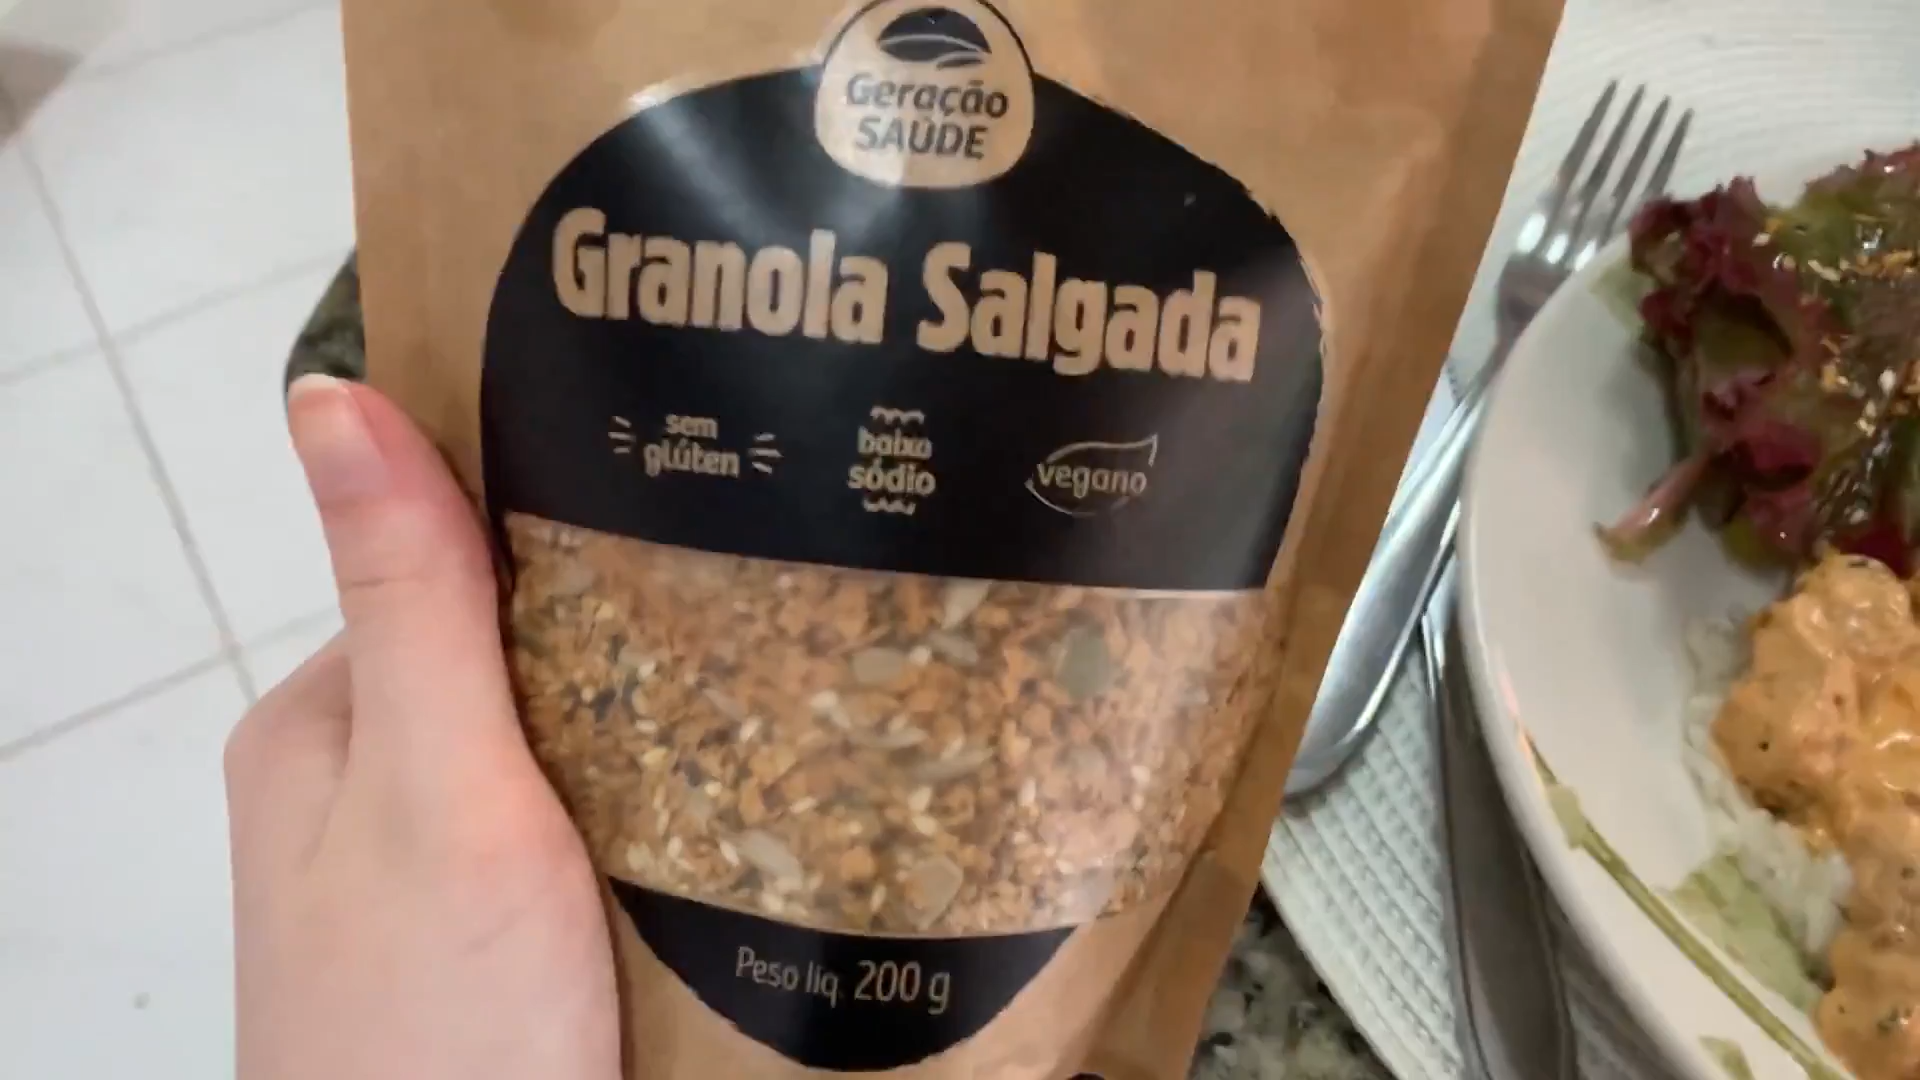 Geração
SAÚDE
Granola Salgada
sem
glúten
baixo
sódio
vegano
Peso líq. 200 g